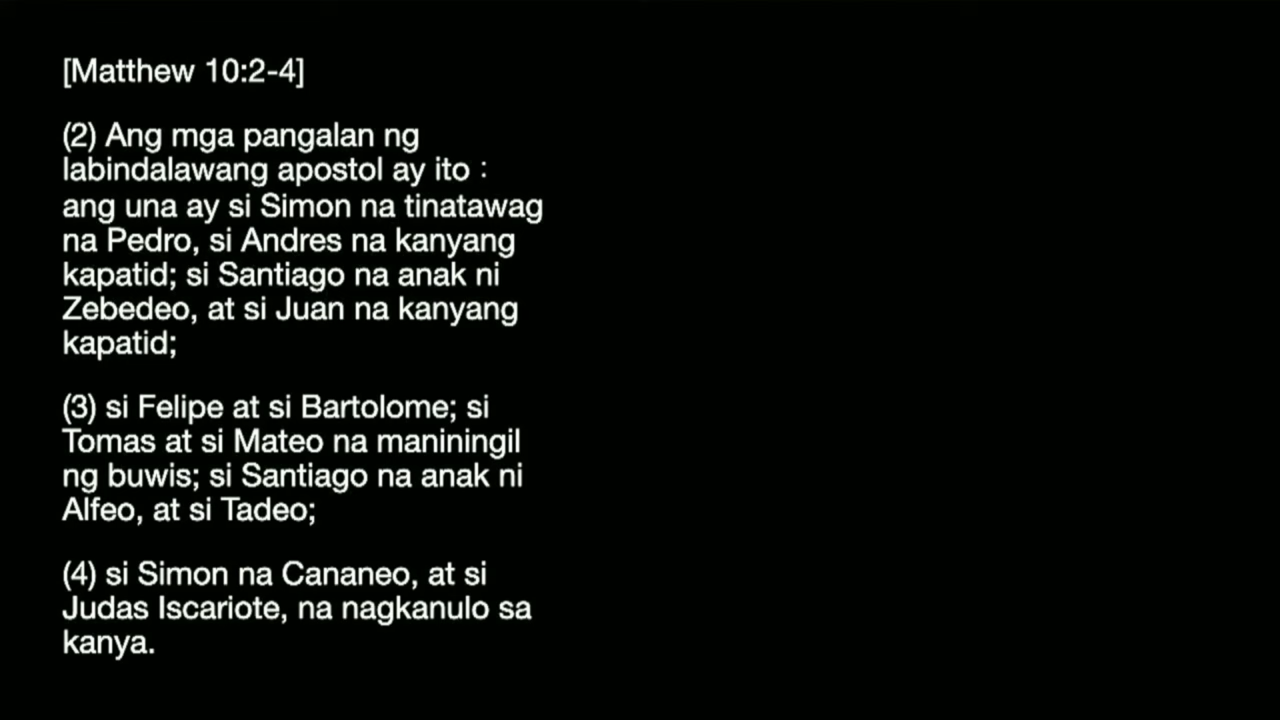 [Matthew 10:2-4]
(2) Ang mga pangalan ng
labindalawang apostol ay ito：
ang una ay si Simon na tinatawag
na Pedro, si Andres na kanyang
kapatid; si Santiago na anak ni
Zebedeo, at si Juan na kanyang
kapatid;
(3) si Felipe at si Bartolome; si
Tomas at si Mateo na maniningil
ng buwis; si Santiago na anak ni
Alfeo, at si Tadeo;
(4) si Simon na Cananeo, at si
Judas Iscariote, na nagkanulo sa
kanya.